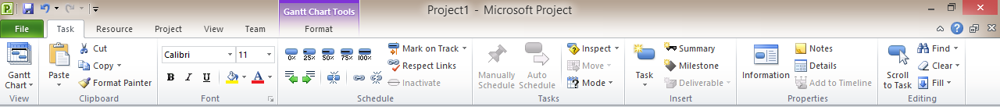 Gantt Chart Tools
Project1 - Microsoft Project
File Task Resource Project View Team Format
Gantt Chart
View
Paste
Cut
Copy
Format Painter
Clipboard
Calibri 11
B I U A
Font
0% 25% 50% 75% 100%
Mark on Track
Respect Links
Inactivate
Schedule
Manually Schedule
Auto Schedule
Inspect
Move
Mode
Tasks
Task
Summary
Milestone
Deliverable
Insert
Information
Notes
Details
Add to Timeline
Properties
Scroll to Task
Find
Clear
Fill
Editing